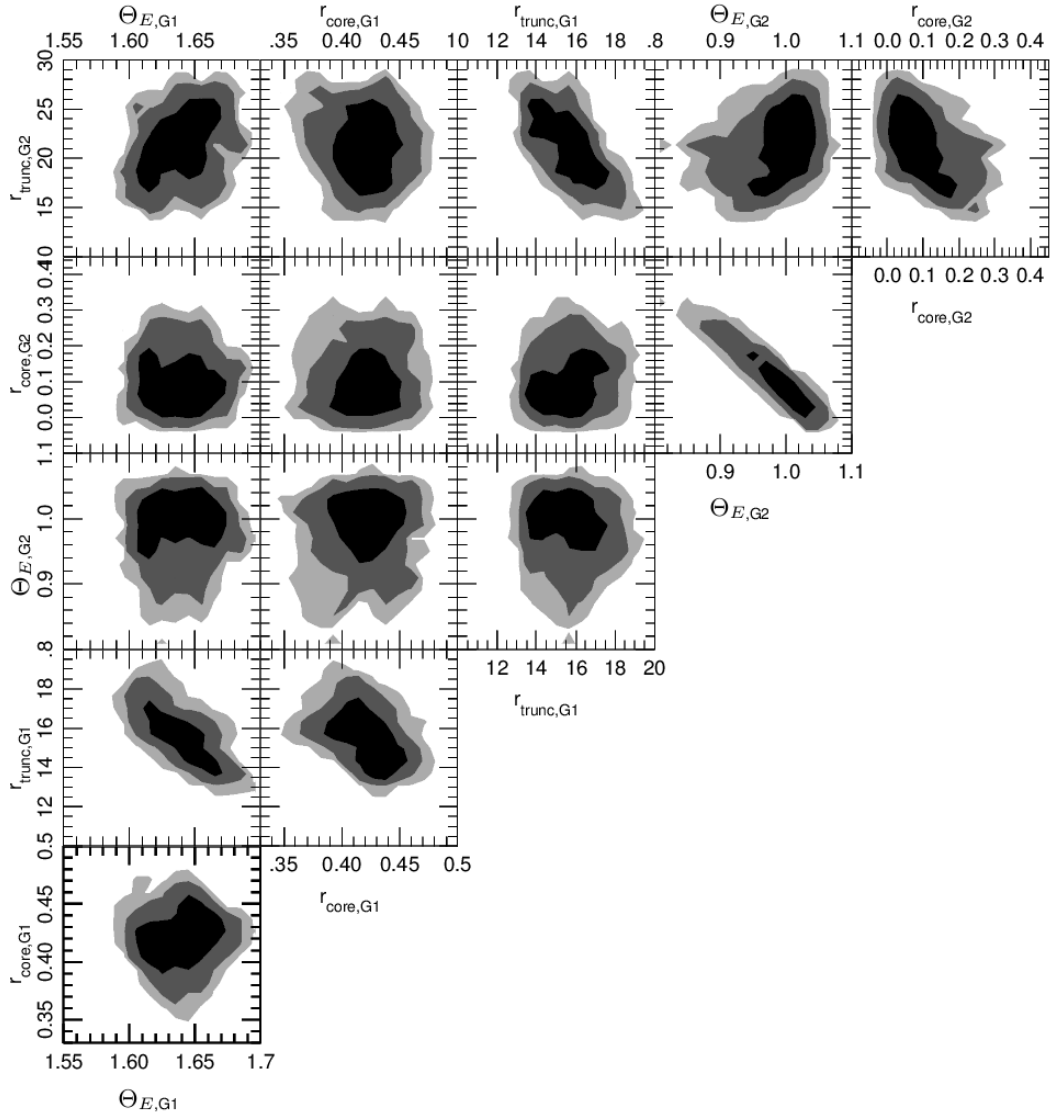 Θ_E,G1 r_core,G1 r_trunc,G1 Θ_E,G2 r_core,G2
1.55 1.60 1.65 .35 0.40 0.45 10 12 14 16 18 .8 0.9 1.0 1.1 0.0 0.1 0.2 0.3 0.4
r_trunc,G2
30
25
20
15
0.0 0.1 0.2 0.3 0.4
r_core,G2
r_core,G2
0.4
0.3
0.2
0.1
0.0
0.9 1.0 1.1
Θ_E,G2
Θ_E,G2
1.1
1.0
0.9
.8
12 14 16 18 20
r_trunc,G1
r_trunc,G1
18
16
14
12
.35 0.40 0.45 0.5
r_core,G1
r_core,G1
0.5
0.45
0.40
0.35
1.55 1.60 1.65 1.7
Θ_E,G1